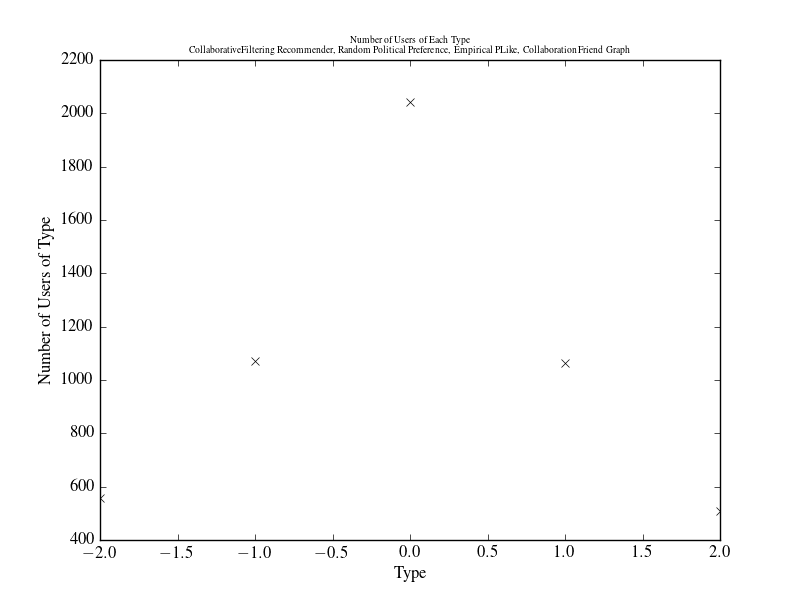 Number of Users of Each Type
CollaborativeFiltering Recommender, Random Political Preference, Empirical PLike, CollaborationFriend Graph
2200
2000
1800
1600
1400
1200
1000
800
600
400
Number of Users of Type
−2.0 −1.5 −1.0 −0.5 0.0 0.5 1.0 1.5 2.0
Type